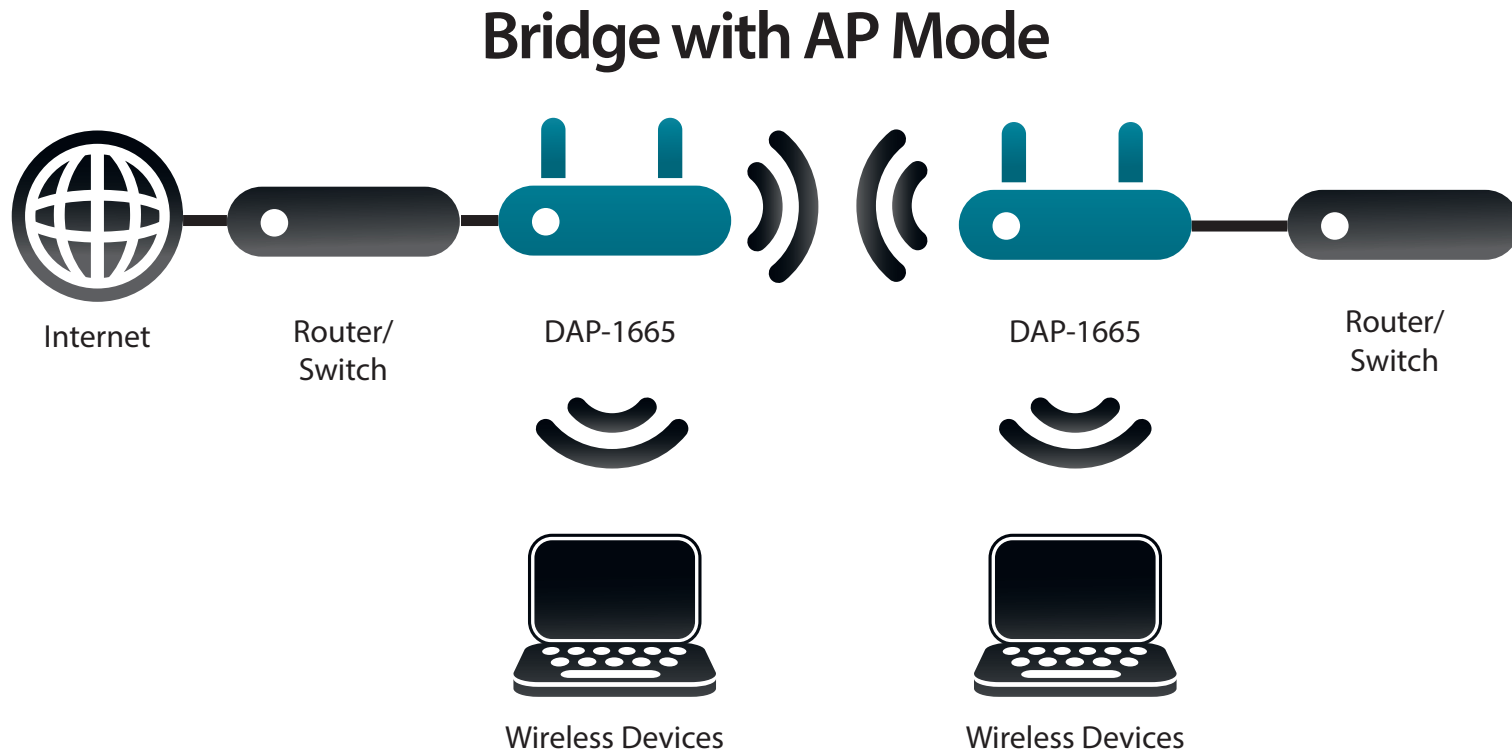 Bridge with AP Mode
Internet
Router/
Switch
DAP-1665
DAP-1665
Router/
Switch
Wireless Devices
Wireless Devices